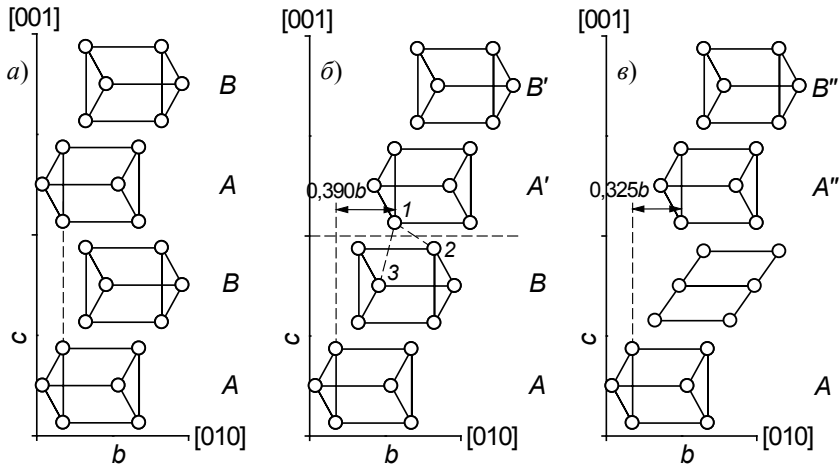 [001]
а)
B
A
B
A
c
b
[010]
[001]
б)
B′
A′
0,390b
1
2
3
B
A
c
b
[010]
[001]
в)
B″
A″
0,325b
A
c
b
[010]